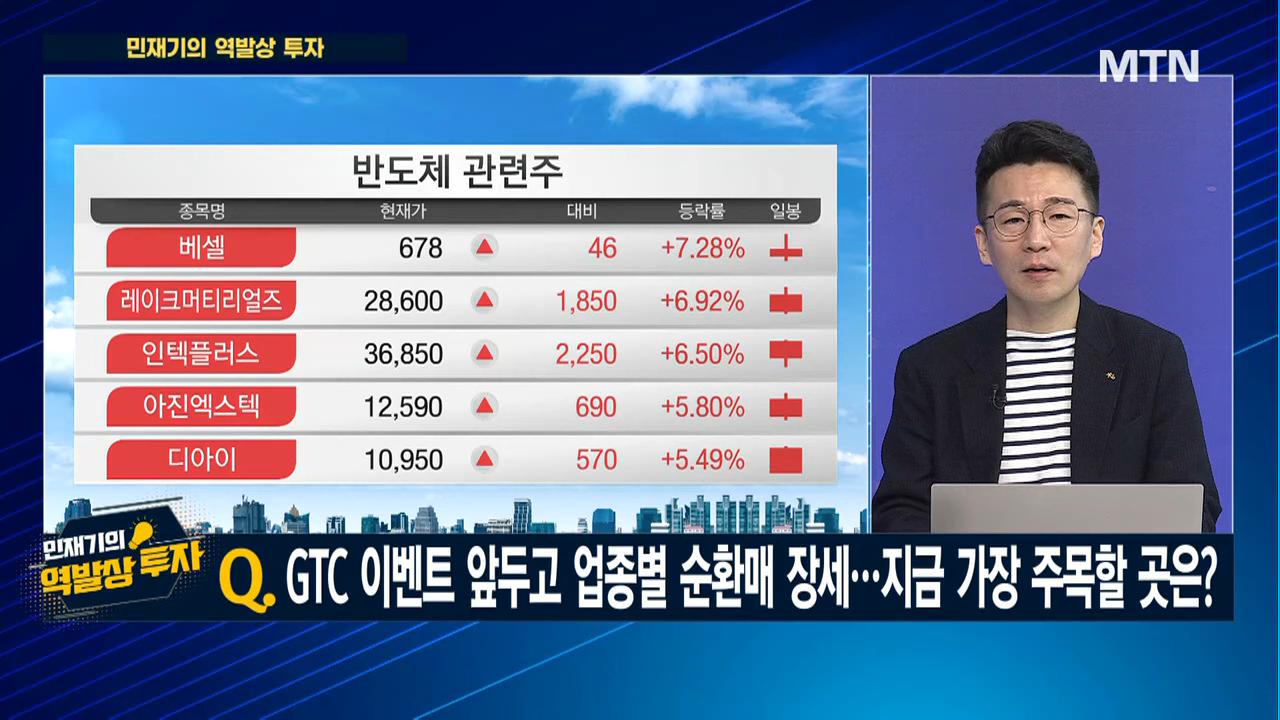 민재기의 역발상 투자
MTN
반도체 관련주
종목명 현재가 대비 등락률 일봉
베셀 678 ▲ 46 +7.28%
레이크머티리얼즈 28,600 ▲ 1,850 +6.92%
인텍플러스 36,850 ▲ 2,250 +6.50%
아진엑스텍 12,590 ▲ 690 +5.80%
디아이 10,950 ▲ 570 +5.49%
민재기의
역발상 투자
Q. GTC 이벤트 앞두고 업종별 순환매 장세…지금 가장 주목할 곳은?